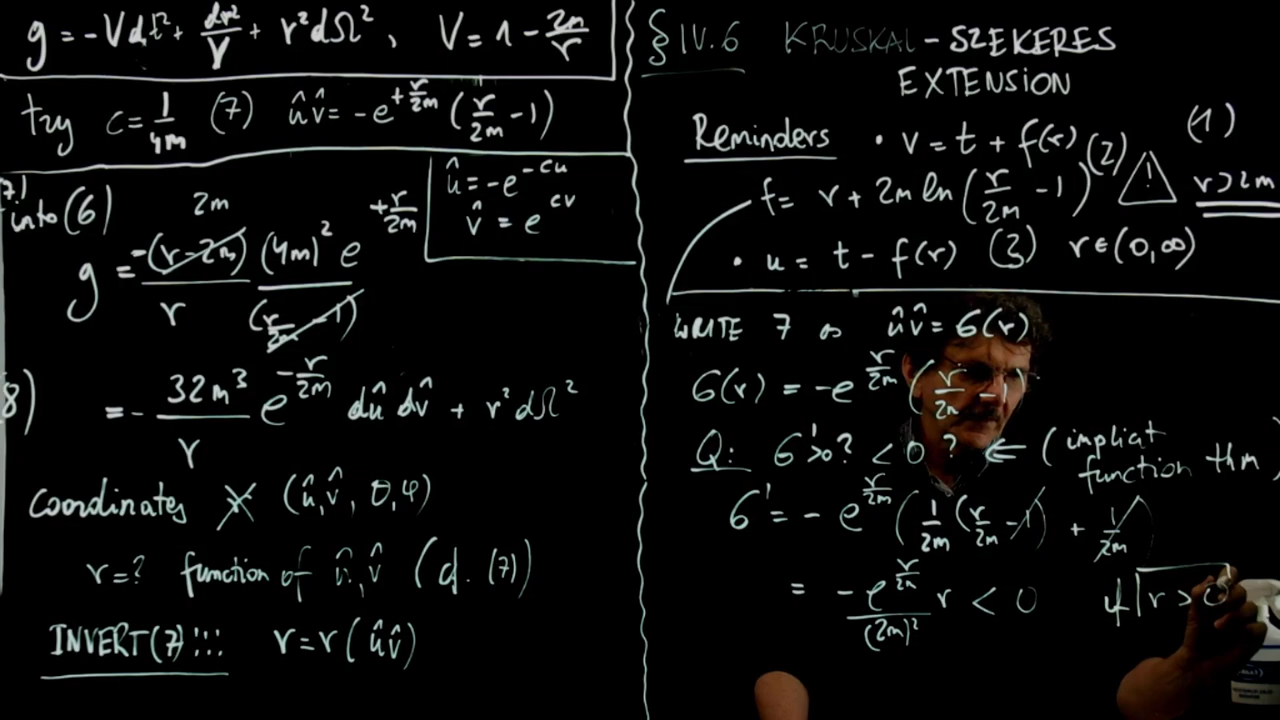 g = -Vdt² + dr²/V + r²dΩ², V = 1 - 2m/r
try c = 1/4m (7) ûv̂ = -e^{+r/2m} (r/2m - 1)
(7) into (6)
û = -e^{-cu}
v̂ = e^{cv}
g = -(r-2m) 2m / r (4m)² e^{+r/2m} / (r/2m - 1)
(8) = - 32m³/r e^{-r/2m} dû dv̂ + r²dΩ²
coordinates (û, v̂, θ, φ)
r = ? function of û, v̂ (cf. (7))
INVERT (7)!!! r = r(ûv̂)
§ IV.6 KRUSKAL-SZEKERES
EXTENSION
Reminders • v = t + f(r) (1)
f = r + 2m ln (r/2m - 1) (2) ! r>2m
• u = t - f(r) (3) r∈(0,∞)
WRITE 7 as ûv̂ = G(r)
G(r) = -e^{r/2m} (r/2m - )
Q: G' >0? <0? ⇐ (implicit
function thm)
G' = -e^{r/2m} (1/2m (r/2m - 1) + 1/2m)
= -e^{r/2m}/(2m)² r < 0 if r > 0